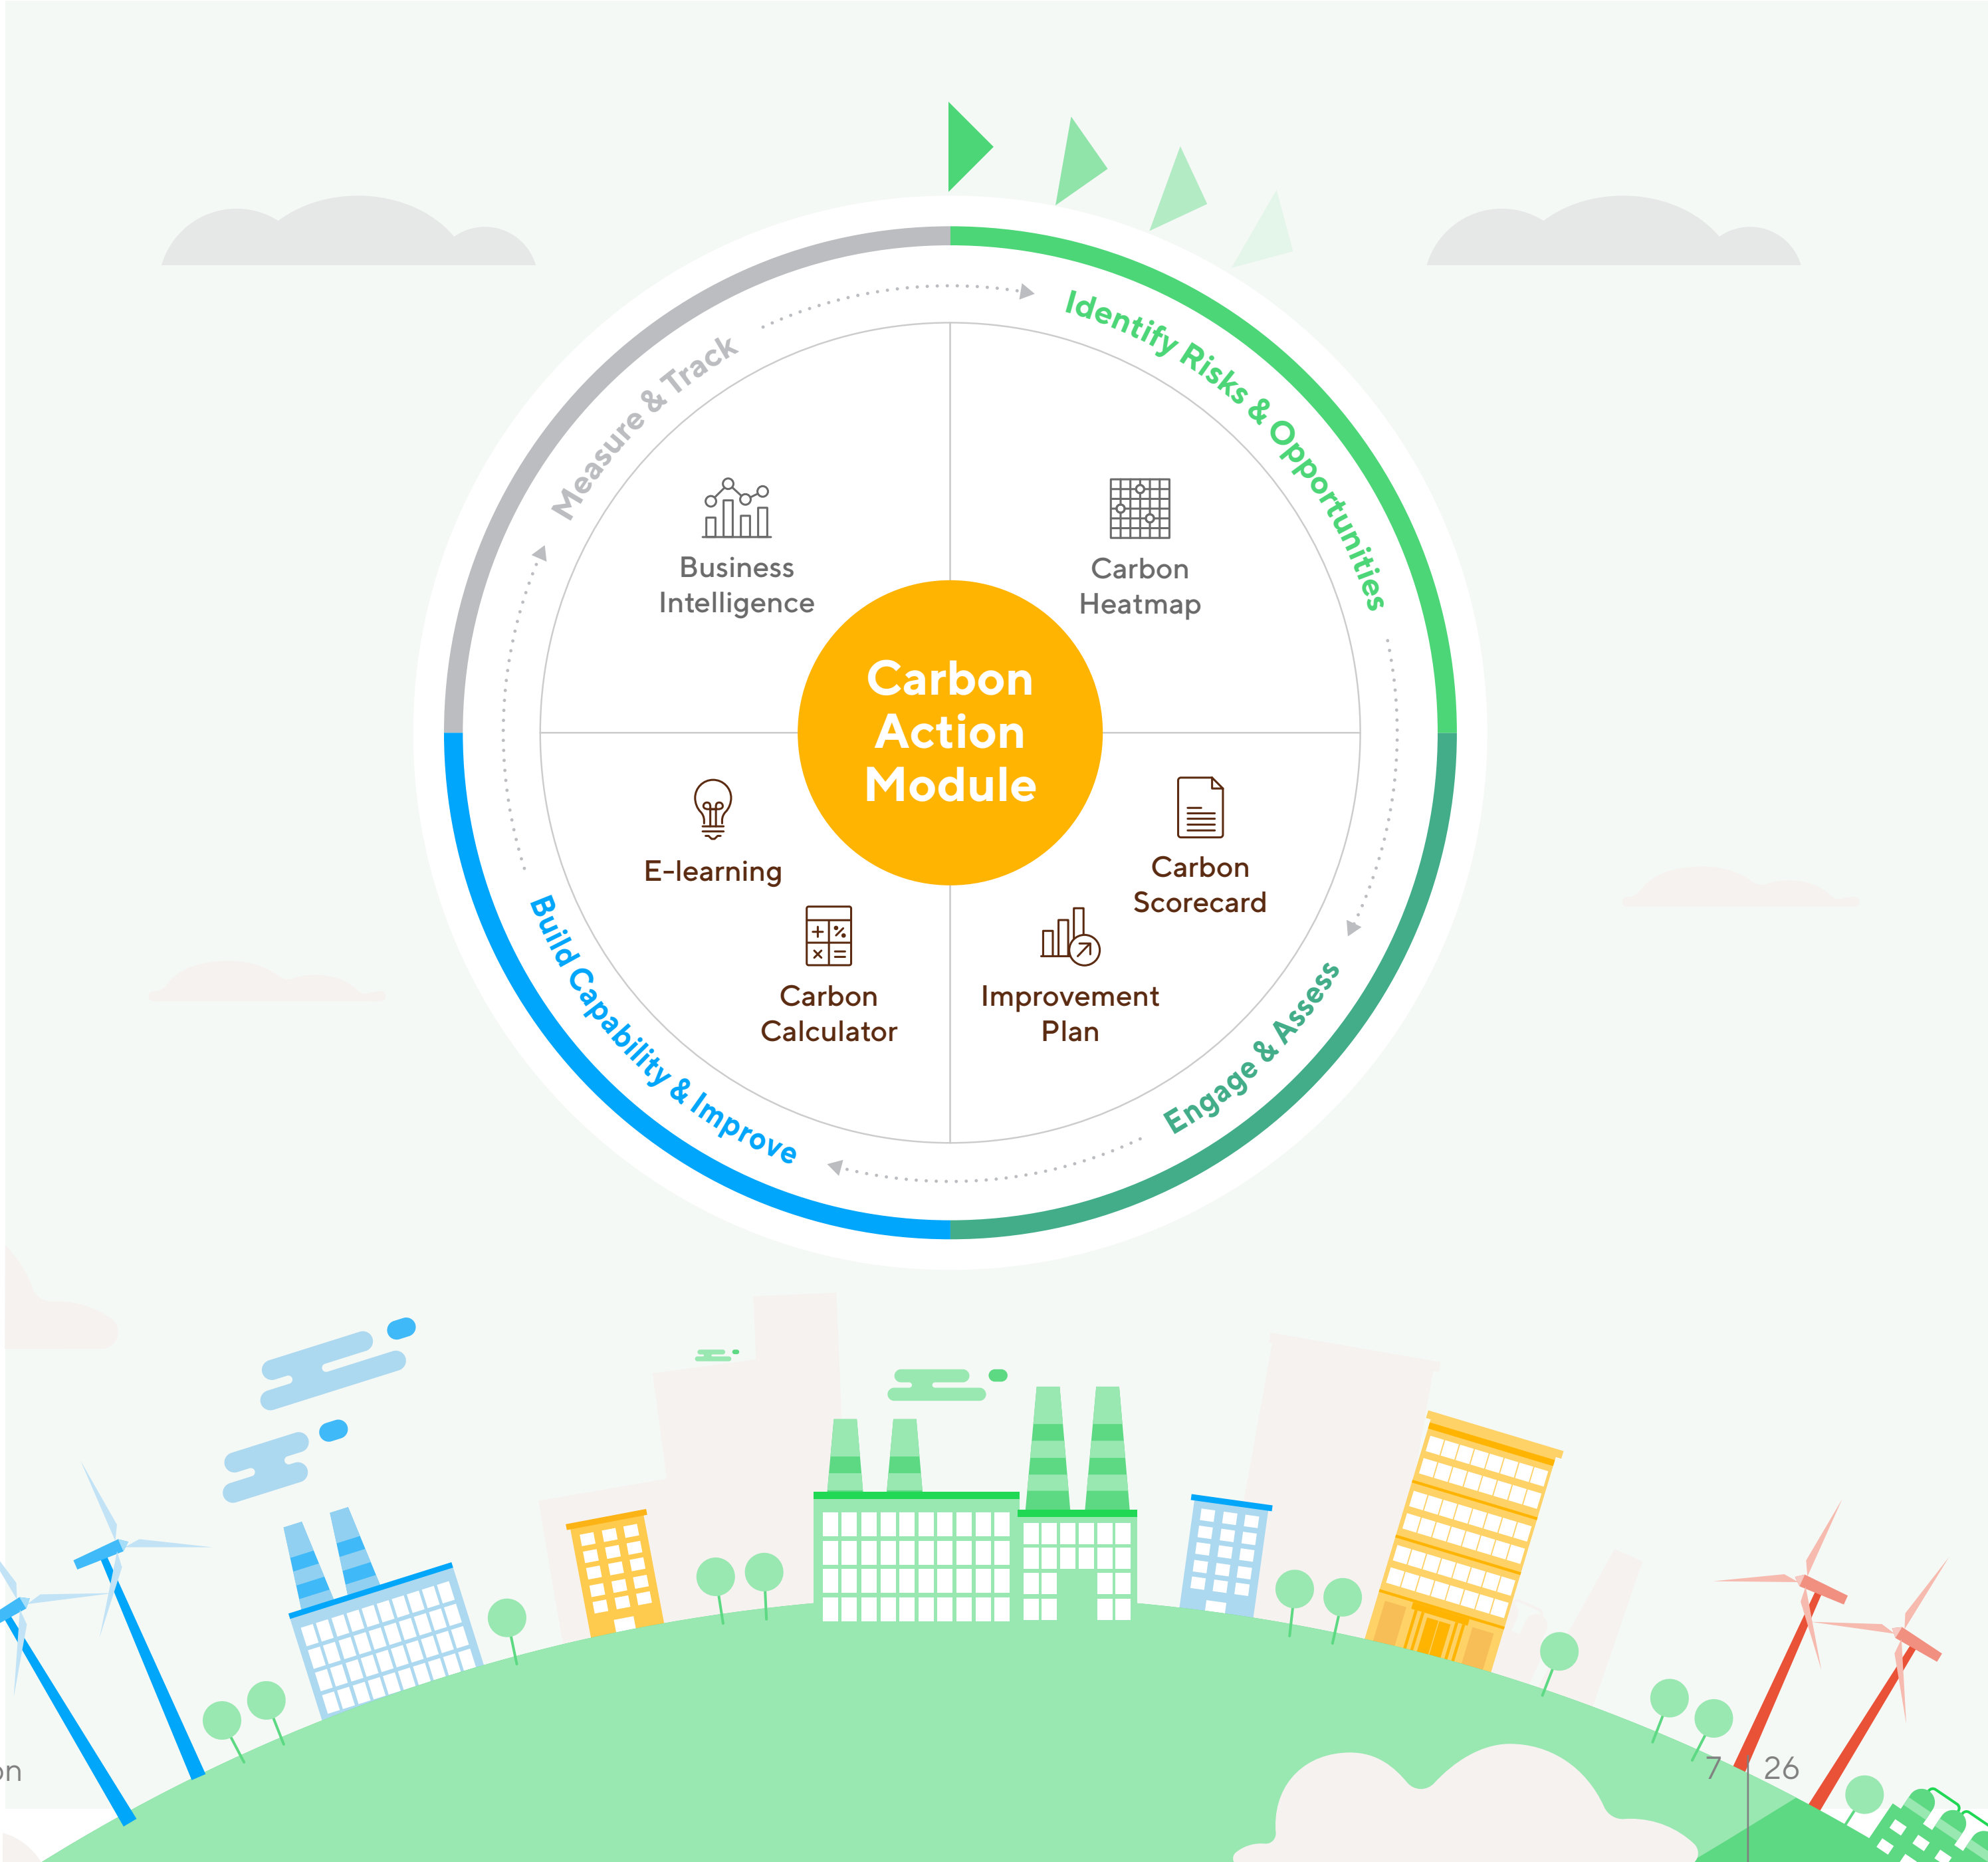 Identify Risks & Opportunities
Measure & Track
Business
Intelligence
Carbon
Heatmap
Carbon
Action
Module
E-learning
Carbon
Scorecard
Carbon
Calculator
Improvement
Plan
Build Capability & Improve
Engage & Assess
on
7
26